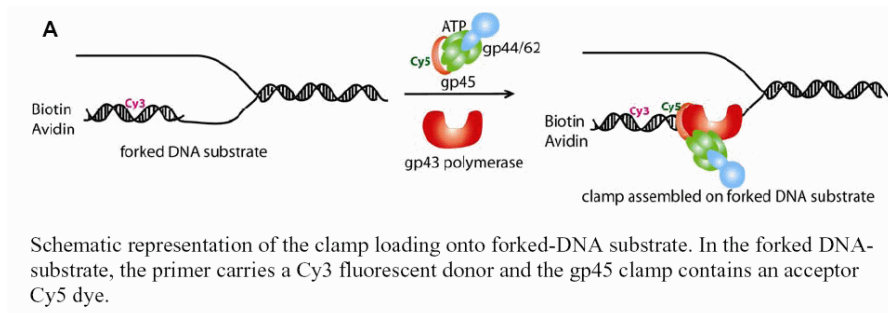 A
ATP
gp44/62
Cy5
gp45
Cy3
Biotin
Avidin
forked DNA substrate
gp43 polymerase
Cy3
Cy5
Biotin
Avidin
clamp assembled on forked DNA substrate
Schematic representation of the clamp loading onto forked-DNA substrate. In the forked DNA-
substrate, the primer carries a Cy3 fluorescent donor and the gp45 clamp contains an acceptor
Cy5 dye.